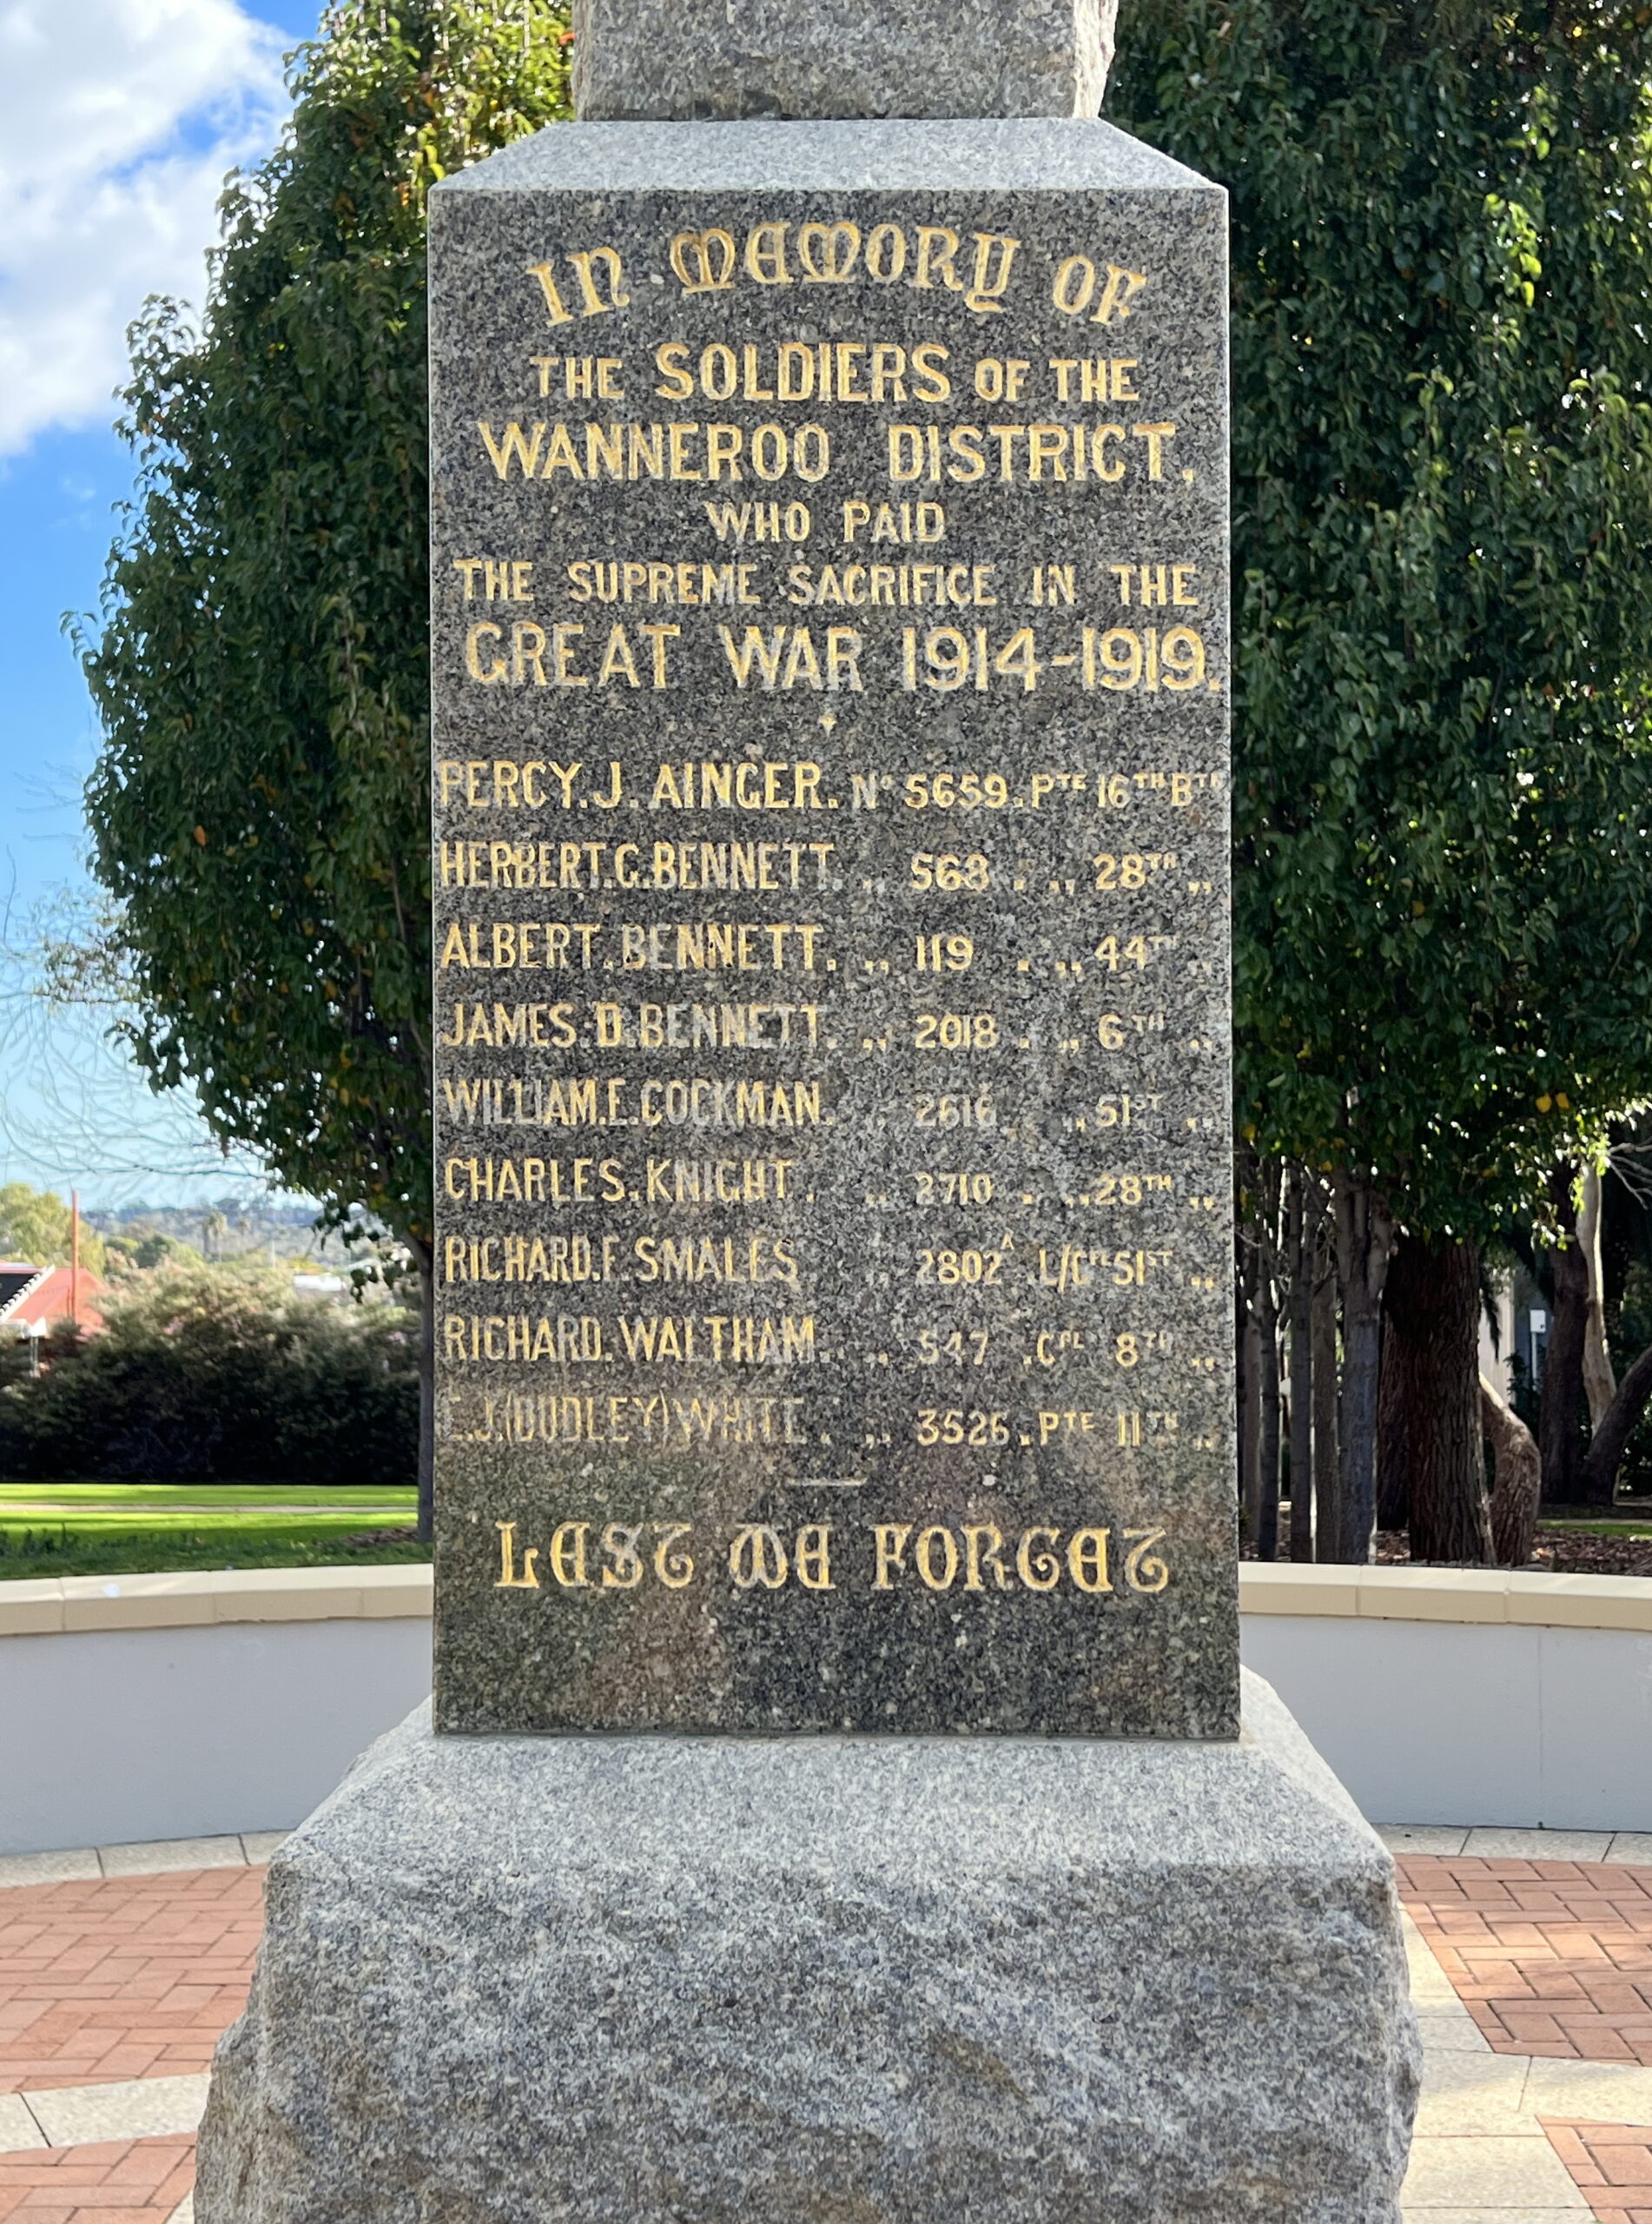 IN MEMORY OF
THE SOLDIERS OF THE
WANNEROO DISTRICT.
WHO PAID
THE SUPREME SACRIFICE IN THE
GREAT WAR 1914-1919.
PERCY.J. AINGER. No 5659. PTE 16TH BTN
HERBERT.G.BENNETT. ,, 568 . ,, 28TH ,,
ALBERT. BENNETT. ,, 119 . ,, 44TH ,,
JAMES. D. BENNETT. ,, 2018 . ,, 6TH ,,
WILLIAM.E.COCKMAN. ,, 2616 ,, 51ST ,,
CHARLES. KNIGHT. ,, 2710 . ,, 28TH ,,
RICHARD.F. SMALES ,, 2802A L/CPL 51ST ,,
RICHARD. WALTHAM. ,, 547 . CPL 8TH ,,
E.J.(DUDLEY) WHITE. ,, 3526. PTE 11TH ,,
LEST WE FORGET